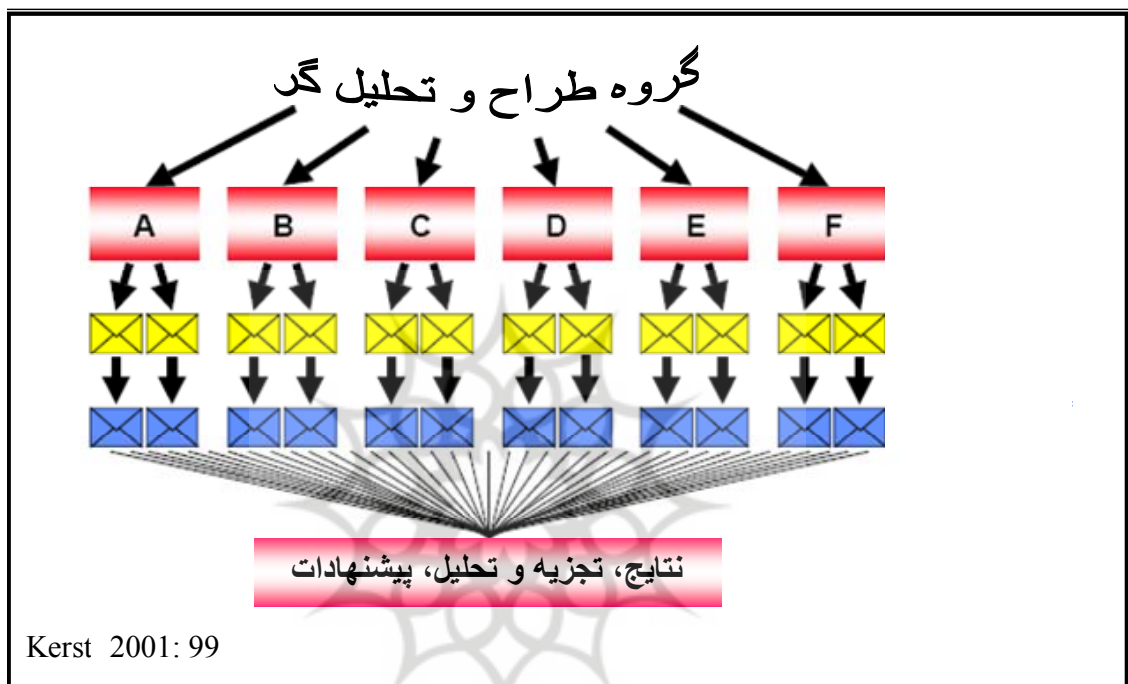 گروه طراح و تحلیل گر
A B C D E F
نتایج، تجزیه و تحلیل، پیشنهادات
Kerst 2001: 99